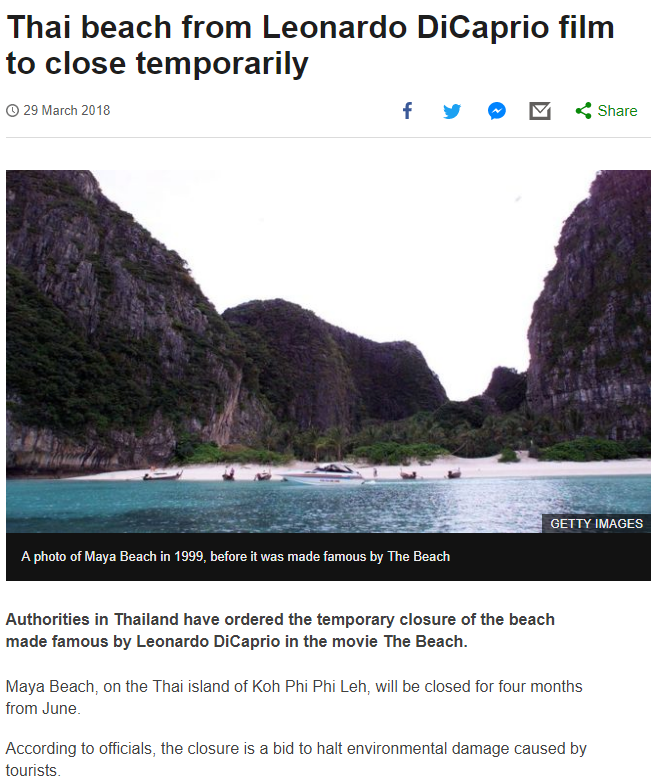 Thai beach from Leonardo DiCaprio film
to close temporarily
29 March 2018
Share
GETTY IMAGES
A photo of Maya Beach in 1999, before it was made famous by The Beach
Authorities in Thailand have ordered the temporary closure of the beach
made famous by Leonardo DiCaprio in the movie The Beach.
Maya Beach, on the Thai island of Koh Phi Phi Leh, will be closed for four months
from June.
According to officials, the closure is a bid to halt environmental damage caused by
tourists.